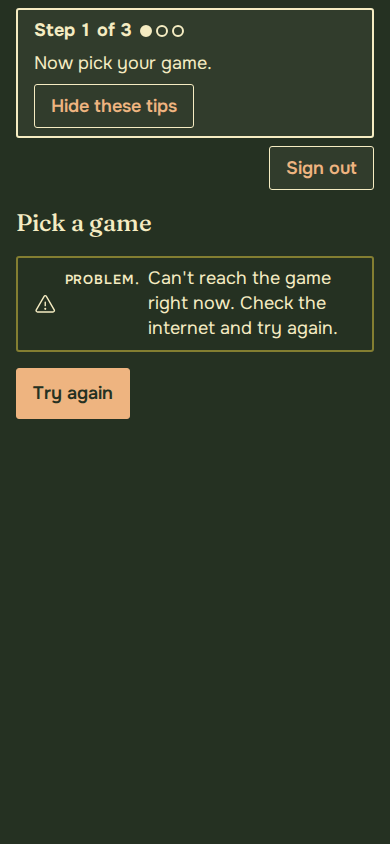 Step 1 of 3
Now pick your game.
Hide these tips
Sign out
Pick a game
PROBLEM. Can't reach the game
right now. Check the
internet and try again.
Try again